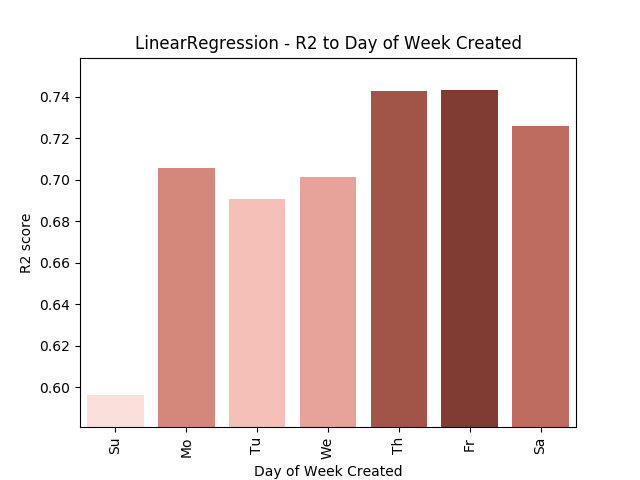 LinearRegression - R2 to Day of Week Created
0.74
0.72
0.70
0.68
0.66
0.64
0.62
0.60
R2 score
Su
Mo
Tu
We
Th
Fr
Sa
Day of Week Created